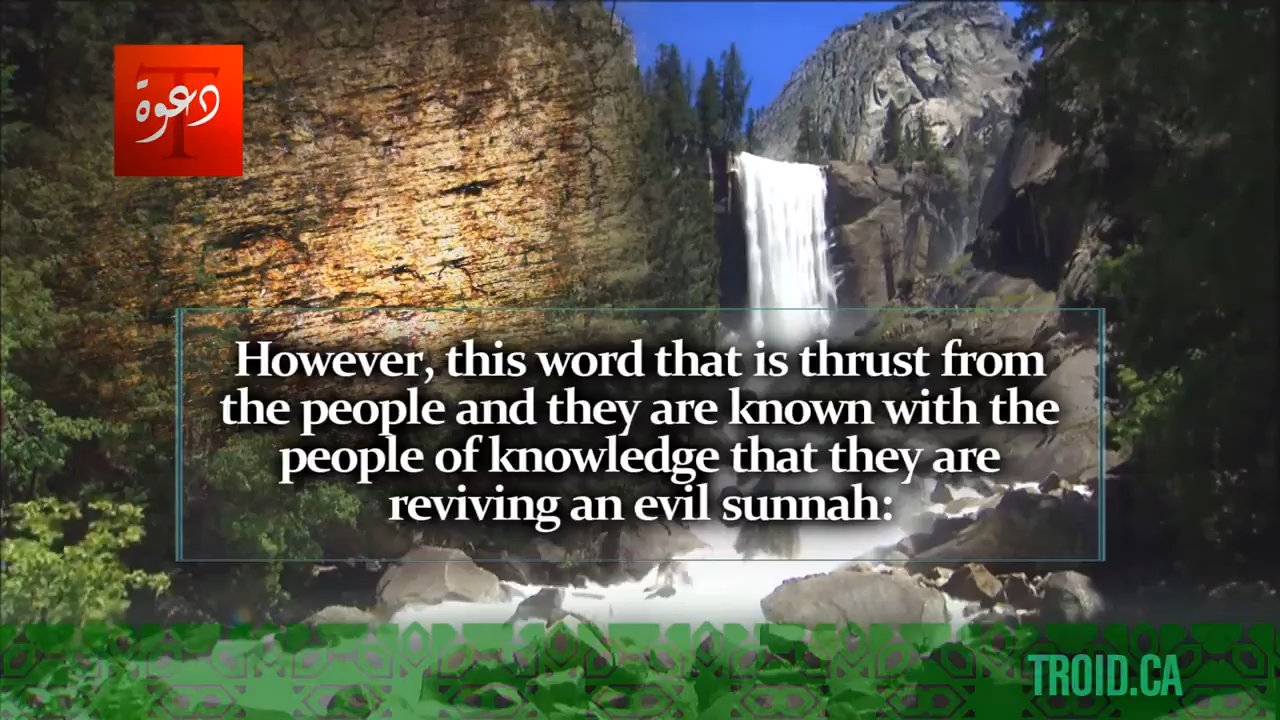 دعوة
T
However, this word that is thrust from
the people and they are known with the
people of knowledge that they are
reviving an evil sunnah:
TROID.CA